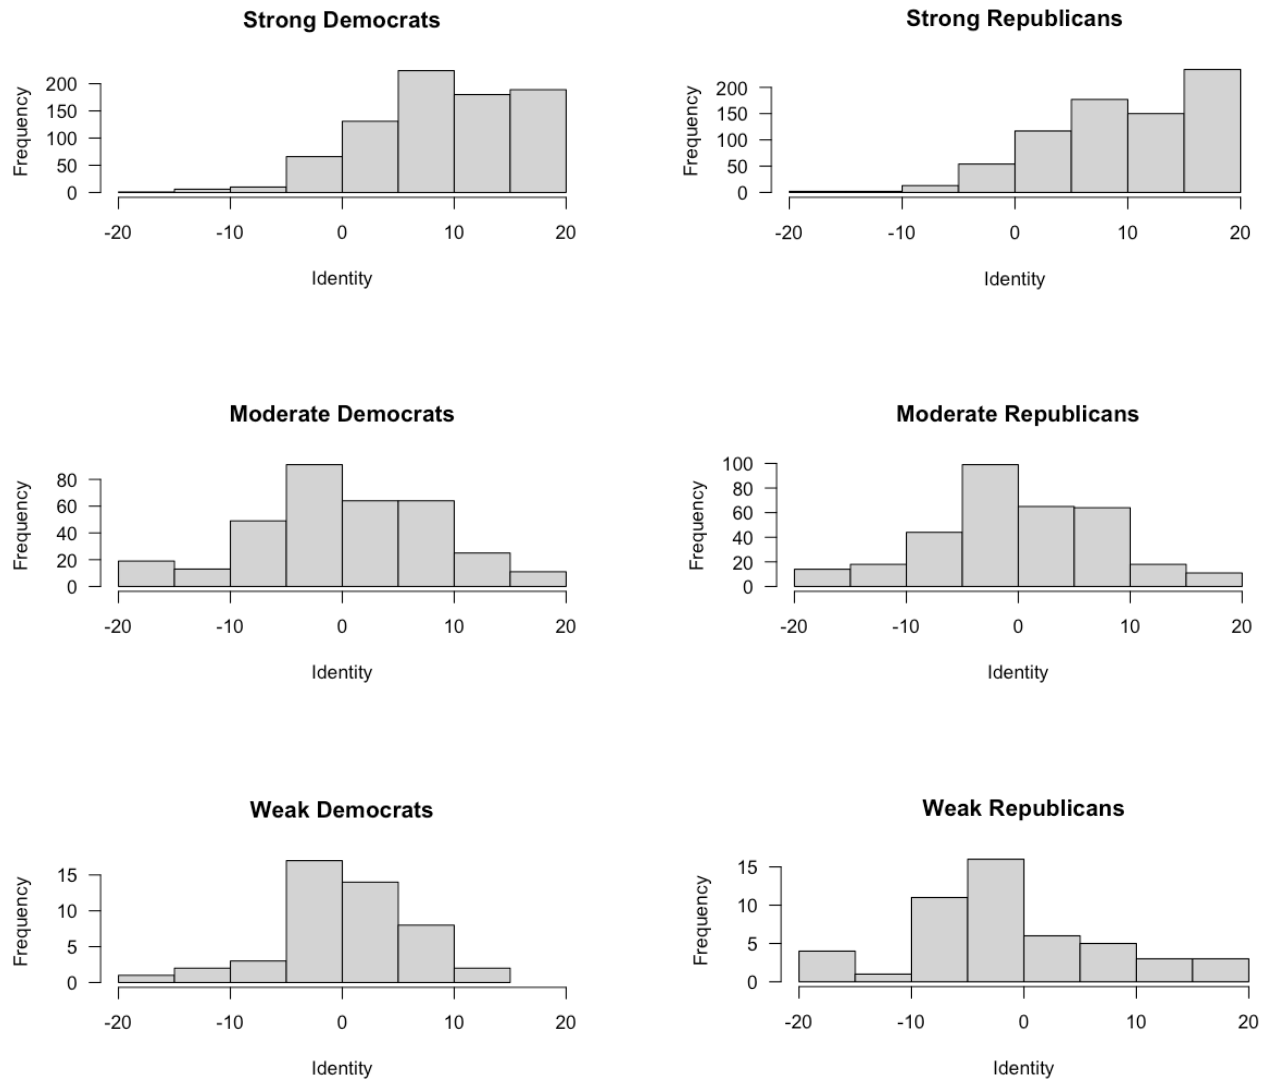 Strong Democrats
Frequency
200
150
100
50
0
-20 -10 0 10 20
Identity
Strong Republicans
Frequency
200
150
100
50
0
-20 -10 0 10 20
Identity
Moderate Democrats
Frequency
80
60
40
20
0
-20 -10 0 10 20
Identity
Moderate Republicans
Frequency
100
80
60
40
20
0
-20 -10 0 10 20
Identity
Weak Democrats
Frequency
15
10
5
0
-20 -10 0 10 20
Identity
Weak Republicans
Frequency
15
10
5
0
-20 -10 0 10 20
Identity